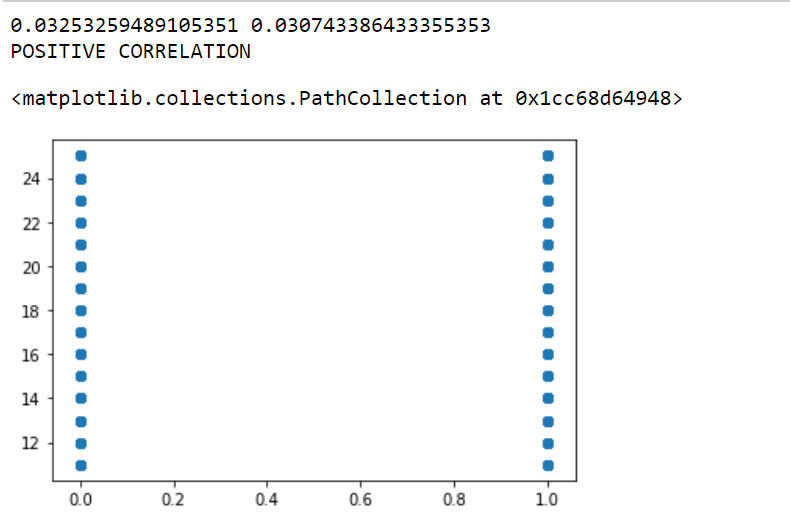 0.03253259489105351 0.030743386433355353
POSITIVE CORRELATION
<matplotlib.collections.PathCollection at 0x1cc68d64948>
24
22
20
18
16
14
12
0.0 0.2 0.4 0.6 0.8 1.0